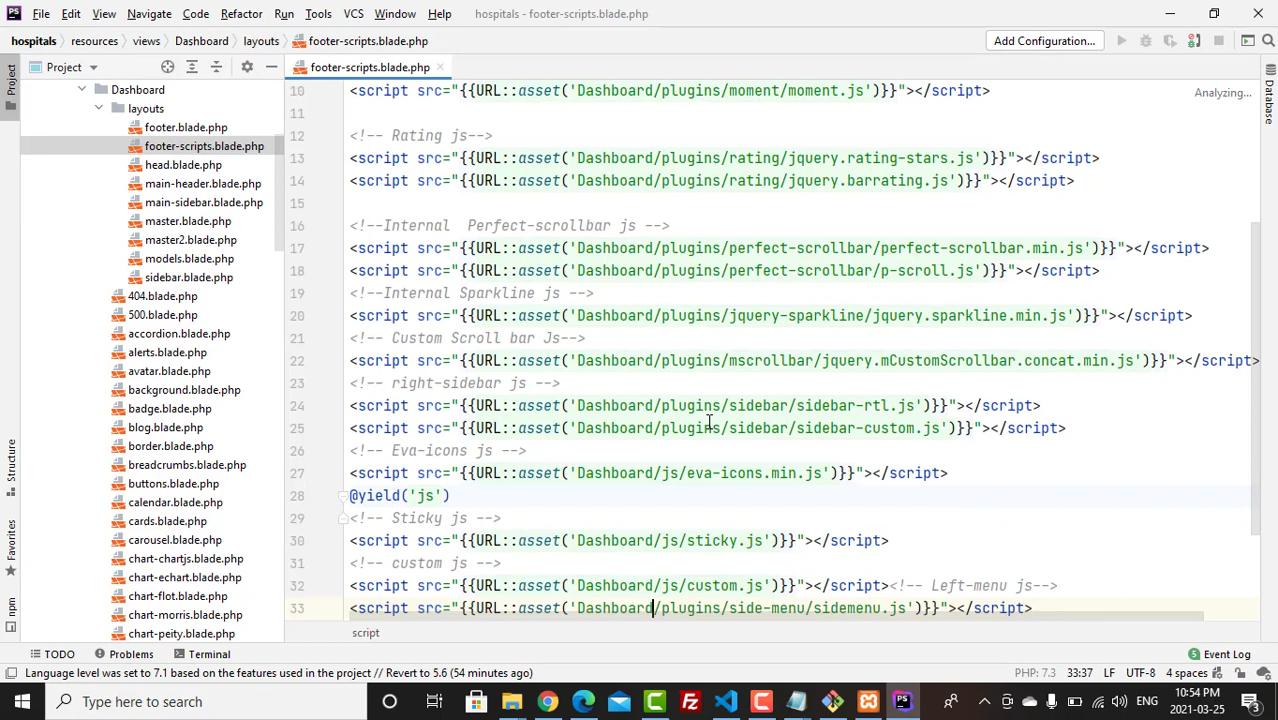 File Edit View Navigate Code Refactor Run Tools VCS Window Help hospitals - footer-scripts.blade.php
hospitals resources views Dashboard layouts footer-scripts.blade.php Add Configuration...
Project
footer-scripts.blade.php
Project
Structure
Favorites
npm
Database
Dashboard
layouts
footer.blade.php
footer-scripts.blade.php
head.blade.php
main-header.blade.php
main-sidebar.blade.php
master.blade.php
master2.blade.php
models.blade.php
sidebar.blade.php
404.blade.php
500.blade.php
accordion.blade.php
alerts.blade.php
avatar.blade.php
background.blade.php
badge.blade.php
blog.blade.php
border.blade.php
breadcrumbs.blade.php
buttons.blade.php
calendar.blade.php
cards.blade.php
carousel.blade.php
chart-chartjs.blade.php
chart-echart.blade.php
chart-flot.blade.php
chart-morris.blade.php
chart-peity.blade.php
Analyzing...
10 <script src="{{URL::asset('Dashboard/plugins/moment/moment.js')}}"></script>
11
12 <!-- Rating js-->
13 <script src="{{URL::asset('Dashboard/plugins/rating/jquery.rating-stars.js')}}"></script>
14 <script src="{{URL::asset('Dashboard/plugins/rating/jquery.barrating.js')}}"></script>
15
16 <!--Internal  Perfect-scrollbar js -->
17 <script src="{{URL::asset('Dashboard/plugins/perfect-scrollbar/perfect-scrollbar.min.js')}}"></script>
18 <script src="{{URL::asset('Dashboard/plugins/perfect-scrollbar/p-scroll.js')}}"></script>
19 <!--Internal Sparkline js -->
20 <script src="{{URL::asset('Dashboard/plugins/jquery-sparkline/jquery.sparkline.min.js')}}"></script>
21 <!-- Custom Scroll bar Js-->
22 <script src="{{URL::asset('Dashboard/plugins/mscrollbar/jquery.mCustomScrollbar.concat.min.js')}}"></script>
23 <!-- right-sidebar js -->
24 <script src="{{URL::asset('Dashboard/plugins/sidebar/sidebar-rtl.js')}}"></script>
25 <script src="{{URL::asset('Dashboard/plugins/sidebar/sidebar-custom.js')}}"></script>
26 <!-- Eva-icons js -->
27 <script src="{{URL::asset('Dashboard/js/eva-icons.min.js')}}"></script>
28 @yield('js')
29 <!-- Sticky js -->
30 <script src="{{URL::asset('Dashboard/js/sticky.js')}}"></script>
31 <!-- custom js -->
32 <script src="{{URL::asset('Dashboard/js/custom.js')}}"></script><!-- Left-menu js-->
33 <script src="{{URL::asset('Dashboard/plugins/side-menu/sidemenu.js')}}"></script>
script
TODO Problems Terminal 5 Event Log
Language level was set to 7.1 based on the features used in the project // Revert to 5.6 (54 minutes ago) PHP: 7.3 33:37 LF UTF-8 4 spaces
Type here to search
ENG
10:54 PM
2021-03-25
3